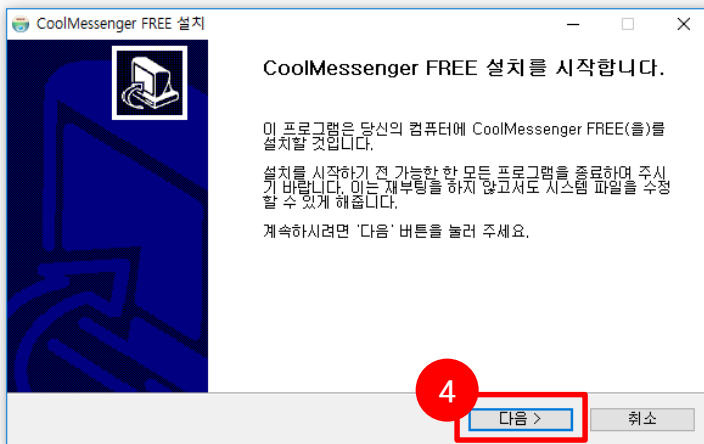 CoolMessenger FREE 설치
CoolMessenger FREE 설치를 시작합니다.
이 프로그램은 당신의 컴퓨터에 CoolMessenger FREE(을)를
설치할 것입니다.
설치를 시작하기 전 가능한 한 모든 프로그램을 종료하여 주시
기 바랍니다. 이는 재부팅을 하지 않고서도 시스템 파일을 수정
할 수 있게 해줍니다.
계속하시려면 '다음' 버튼을 눌러 주세요.
4
다음 >
취소